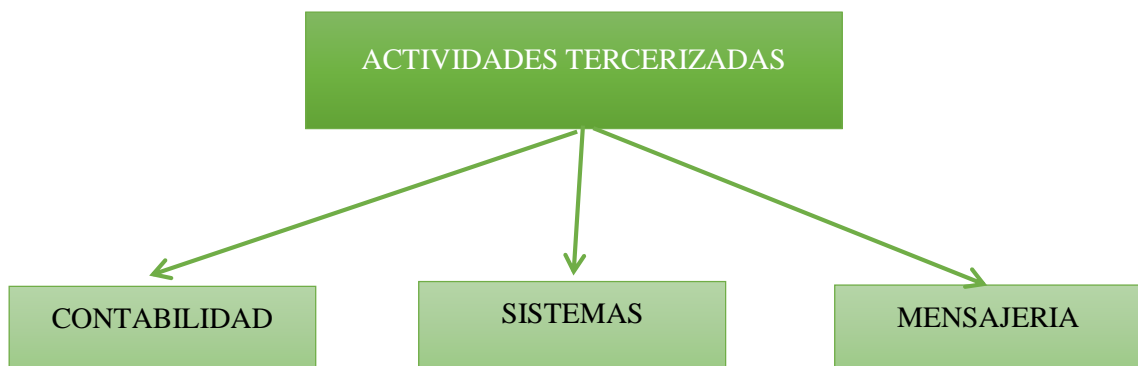 ACTIVIDADES TERCERIZADAS
CONTABILIDAD
SISTEMAS
MENSAJERIA